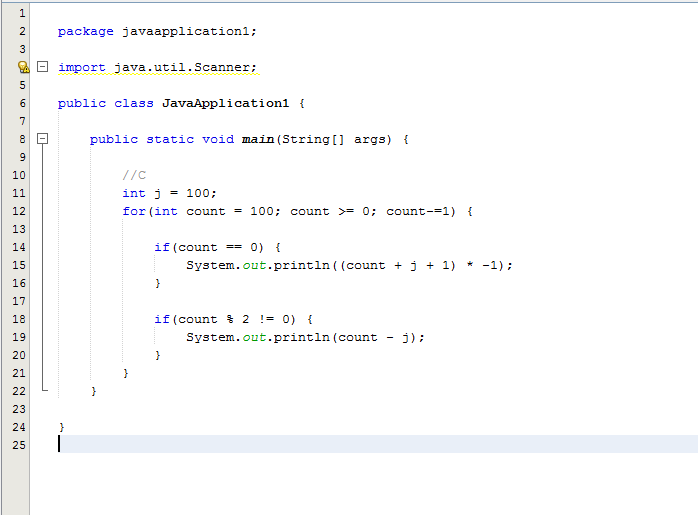 1
2 package javaapplication1;
3
import java.util.Scanner;
5
6 public class JavaApplication1 {
7
8 public static void main(String[] args) {
9
10 //C
11 int j = 100;
12 for(int count = 100; count >= 0; count-=1) {
13
14 if(count == 0) {
15 System.out.println((count + j + 1) * -1);
16 }
17
18 if(count % 2 != 0) {
19 System.out.println(count - j);
20 }
21 }
22 }
23
24 }
25